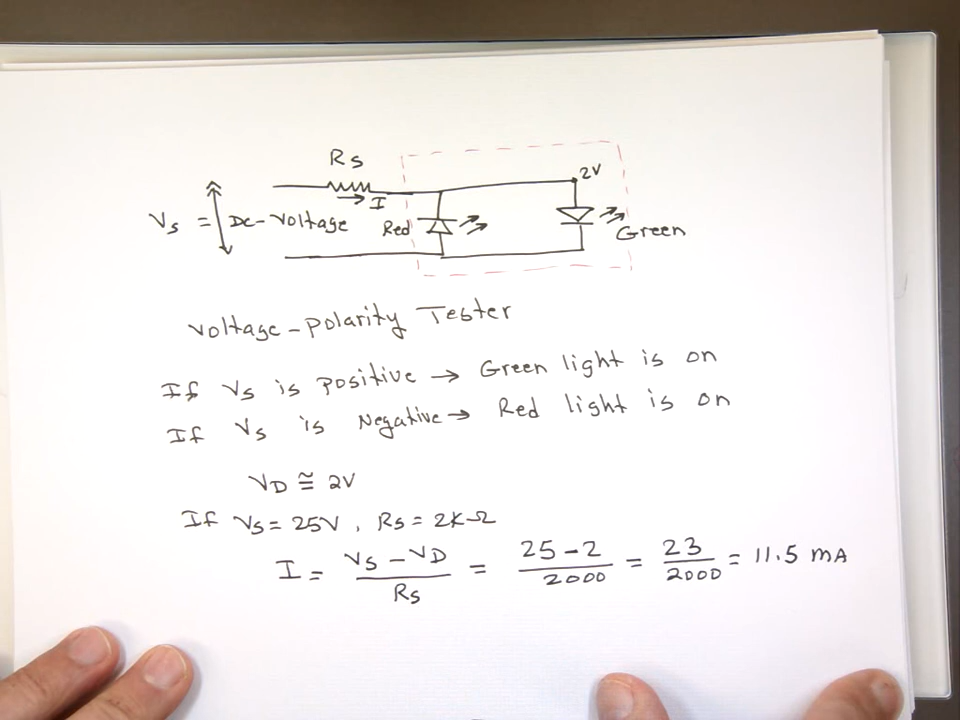 Rs
2V
I
Vs = DC-Voltage
Red
Green
Voltage-Polarity Tester
If Vs is positive → Green light is on
If Vs is Negative → Red light is on
VD ≅ 2V
If Vs = 25V, Rs = 2KΩ
I = Vs - VD / Rs = 25-2 / 2000 = 23 / 2000 = 11.5 mA